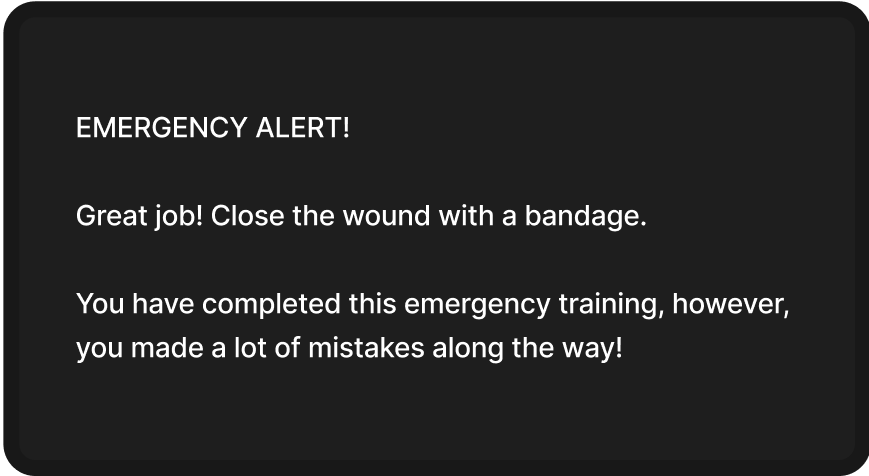 EMERGENCY ALERT!
Great job! Close the wound with a bandage.
You have completed this emergency training, however,
you made a lot of mistakes along the way!